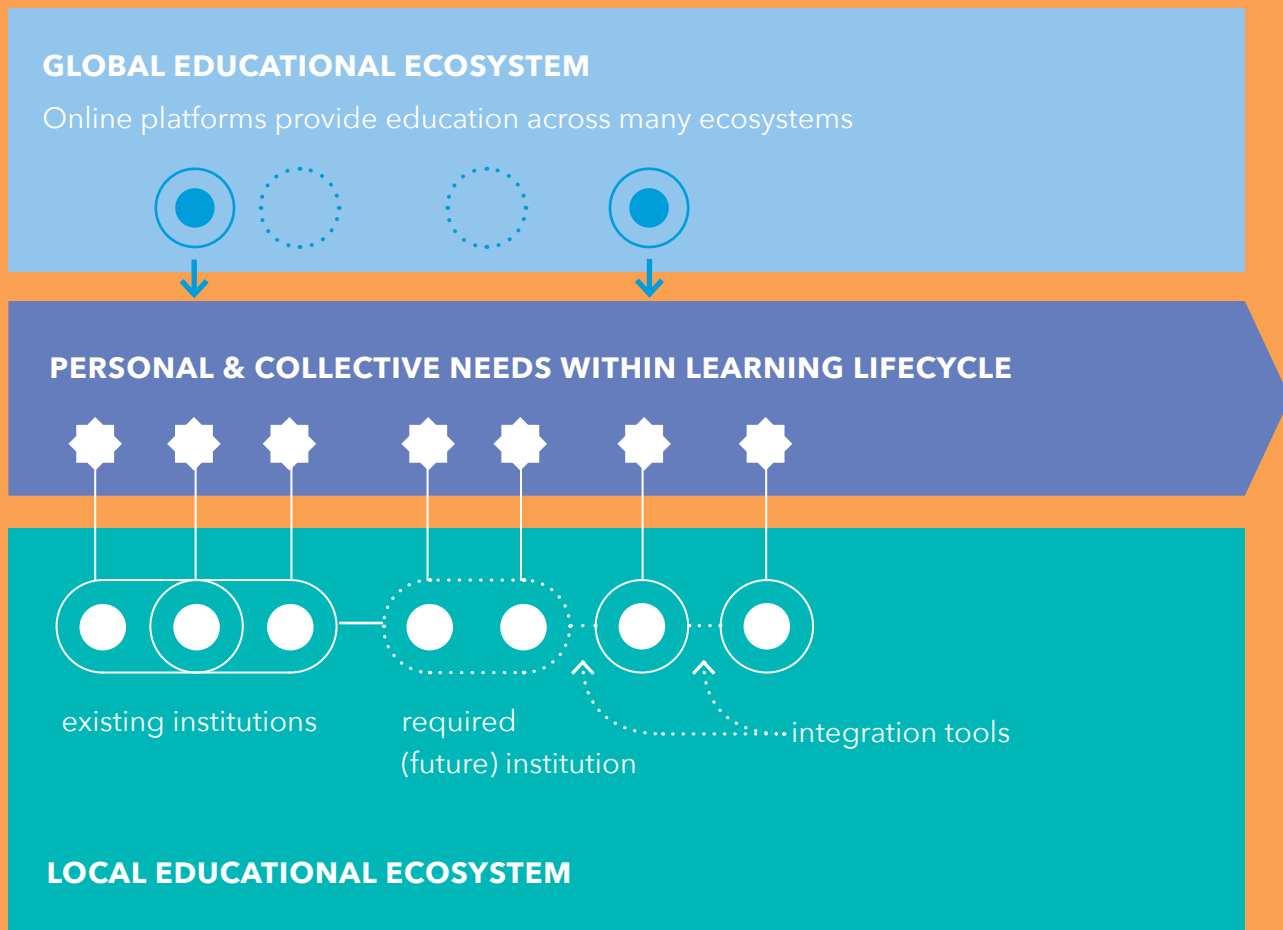 GLOBAL EDUCATIONAL ECOSYSTEM
Online platforms provide education across many ecosystems
PERSONAL & COLLECTIVE NEEDS WITHIN LEARNING LIFECYCLE
existing institutions
required
(future) institution
integration tools
LOCAL EDUCATIONAL ECOSYSTEM